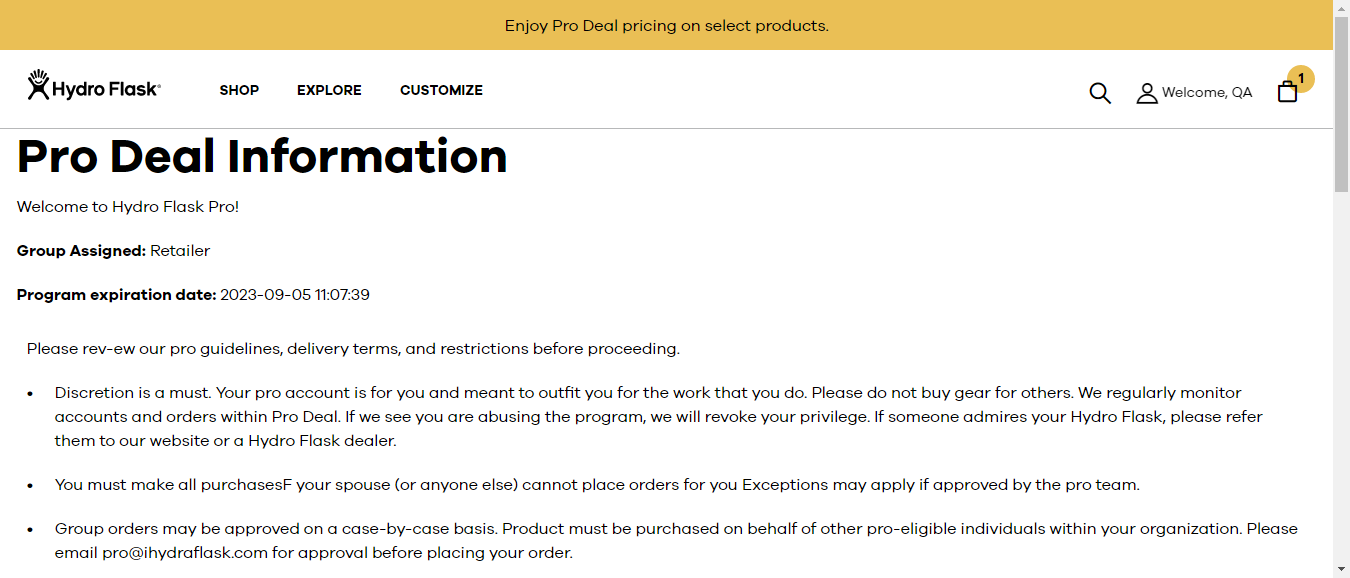 Enjoy Pro Deal pricing on select products.
Hydro Flask®
SHOP
EXPLORE
CUSTOMIZE
Welcome, QA
1
Pro Deal Information
Welcome to Hydro Flask Pro!
Group Assigned: Retailer
Program expiration date: 2023-09-05 11:07:39
Please rev-ew our pro guidelines, delivery terms, and restrictions before proceeding.
• Discretion is a must. Your pro account is for you and meant to outfit you for the work that you do. Please do not buy gear for others. We regularly monitor
accounts and orders within Pro Deal. If we see you are abusing the program, we will revoke your privilege. If someone admires your Hydro Flask, please refer
them to our website or a Hydro Flask dealer.
• You must make all purchasesF your spouse (or anyone else) cannot place orders for you Exceptions may apply if approved by the pro team.
• Group orders may be approved on a case-by-case basis. Product must be purchased on behalf of other pro-eligible individuals within your organization. Please
email pro@ihydraflask.com for approval before placing your order.